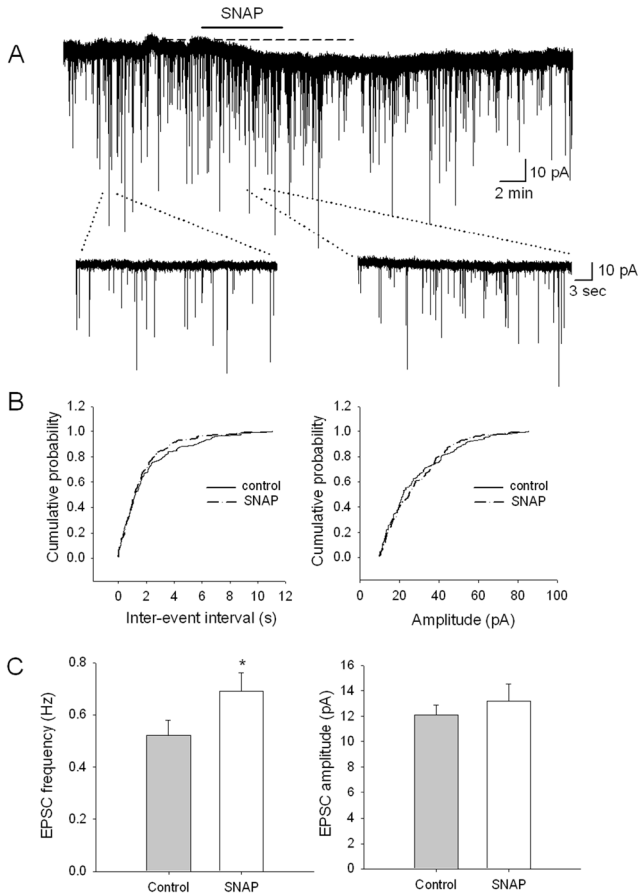 SNAP
A
10 pA
2 min
10 pA
3 sec
B
Cumulative probability
1.2
1.0
0.8
0.6
0.4
0.2
0.0
control
SNAP
0 2 4 6 8 10 12
Inter-event interval (s)
Cumulative probability
1.2
1.0
0.8
0.6
0.4
0.2
0.0
control
SNAP
0 20 40 60 80 100
Amplitude (pA)
C
EPSC frequency (Hz)
0.8
0.6
0.4
0.2
0.0
*
Control SNAP
EPSC amplitude (pA)
16
14
12
10
8
6
4
2
0
Control SNAP